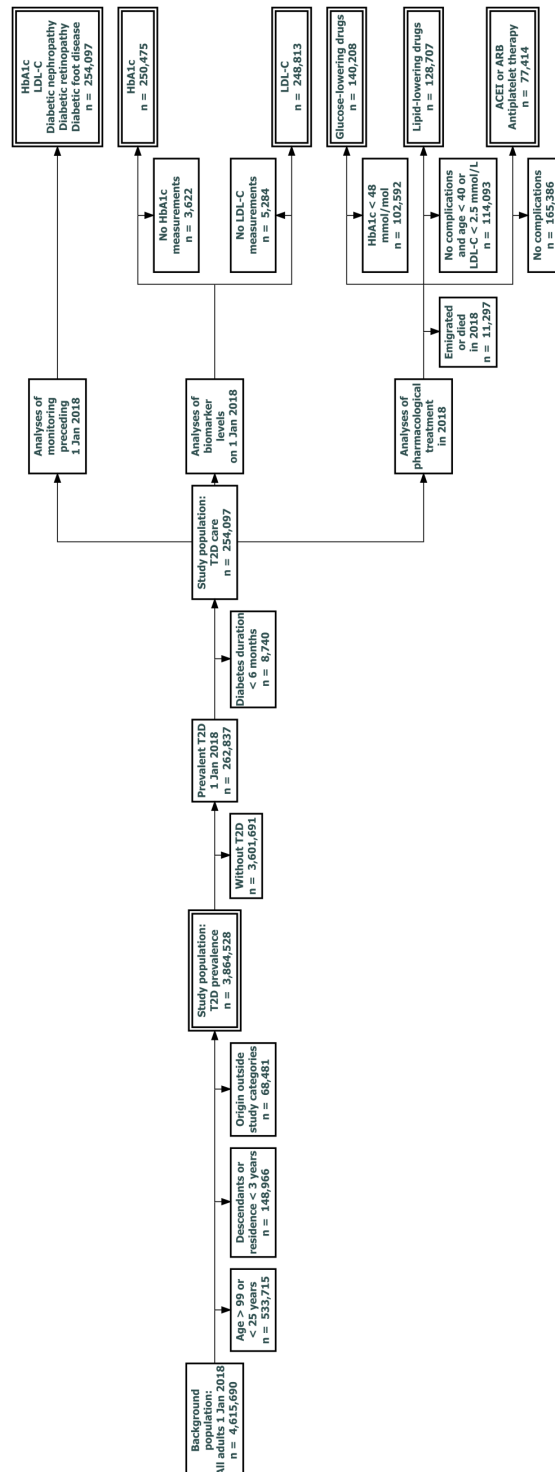 Background
population:
All adults 1 Jan 2018
n = 4,615,690
Age > 99 or
< 25 years
n = 533,715
Descendants or
residence < 3 years
n = 148,966
Origin outside
study categories
n = 68,481
Study population:
T2D prevalence
n = 3,864,528
Without T2D
n = 3,601,691
Prevalent T2D
1 Jan 2018
n = 262,837
Diabetes duration
< 6 months
n = 8,740
Study population:
T2D care
n = 254,097
Analyses of
monitoring
preceding
1 Jan 2018
HbA1c
LDL-C
Diabetic nephropathy
Diabetic retinopathy
Diabetic foot disease
n = 254,097
Analyses of
biomarker
levels
on 1 Jan 2018
No HbA1c
measurements
n = 3,622
HbA1c
n = 250,475
No LDL-C
measurements
n = 5,284
LDL-C
n = 248,813
Analyses of
pharmacological
treatment
in 2018
Emigrated
or died
in 2018
n = 11,297
HbA1c < 48
mmol/mol
n = 102,592
Glucose-lowering drugs
n = 140,208
No complications
and age < 40 or
LDL-C < 2.5 mmol/L
n = 114,093
Lipid-lowering drugs
n = 128,707
No complications
n = 165,386
ACEI or ARB
Antiplatelet therapy
n = 77,414